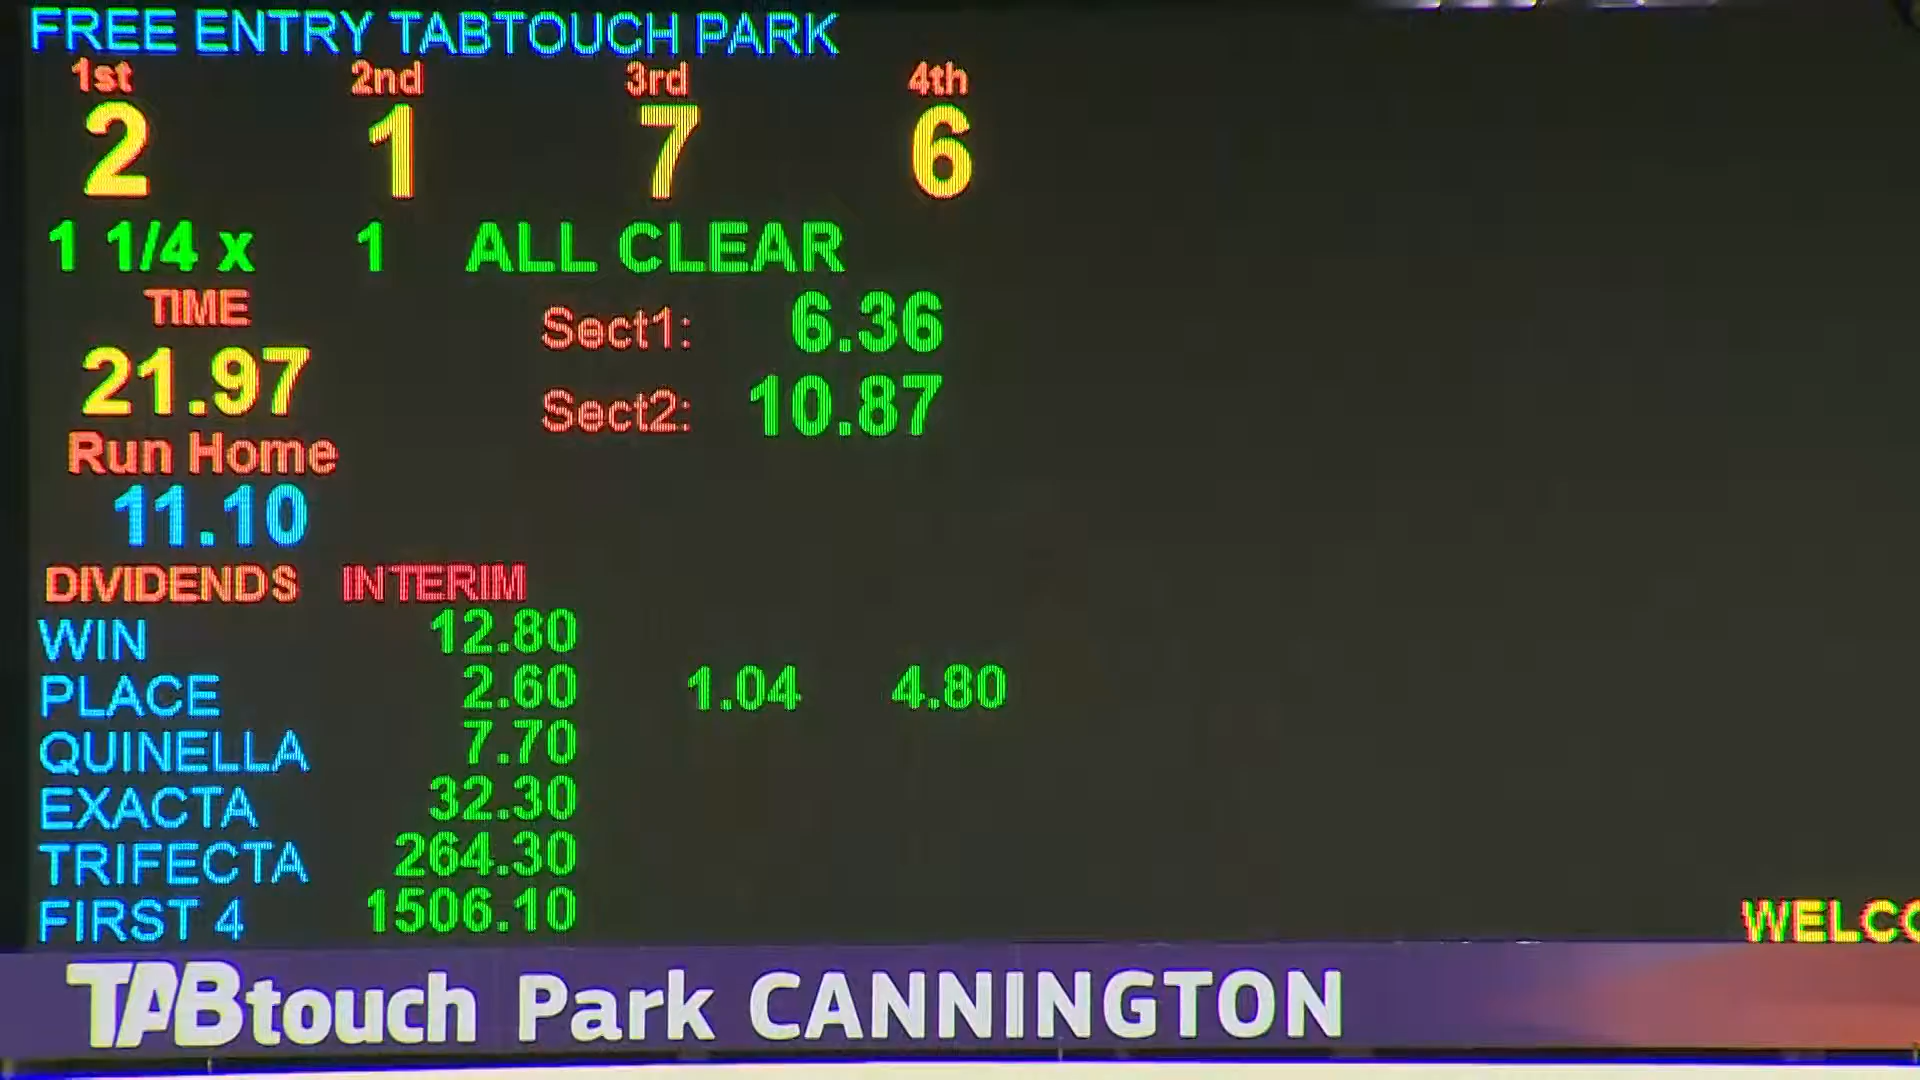 FREE ENTRY TABTOUCH PARK
1st 2nd 3rd 4th
2 1 7 6
1 1/4 x 1 ALL CLEAR
TIME
Sect1: 6.36
21.97
Sect2: 10.87
Run Home
11.10
DIVIDENDS INTERIM
WIN 12.80
PLACE 2.60 1.04 4.80
QUINELLA 7.70
EXACTA 32.30
TRIFECTA 264.30
FIRST 4 1506.10
WELCO
TABtouch Park CANNINGTON